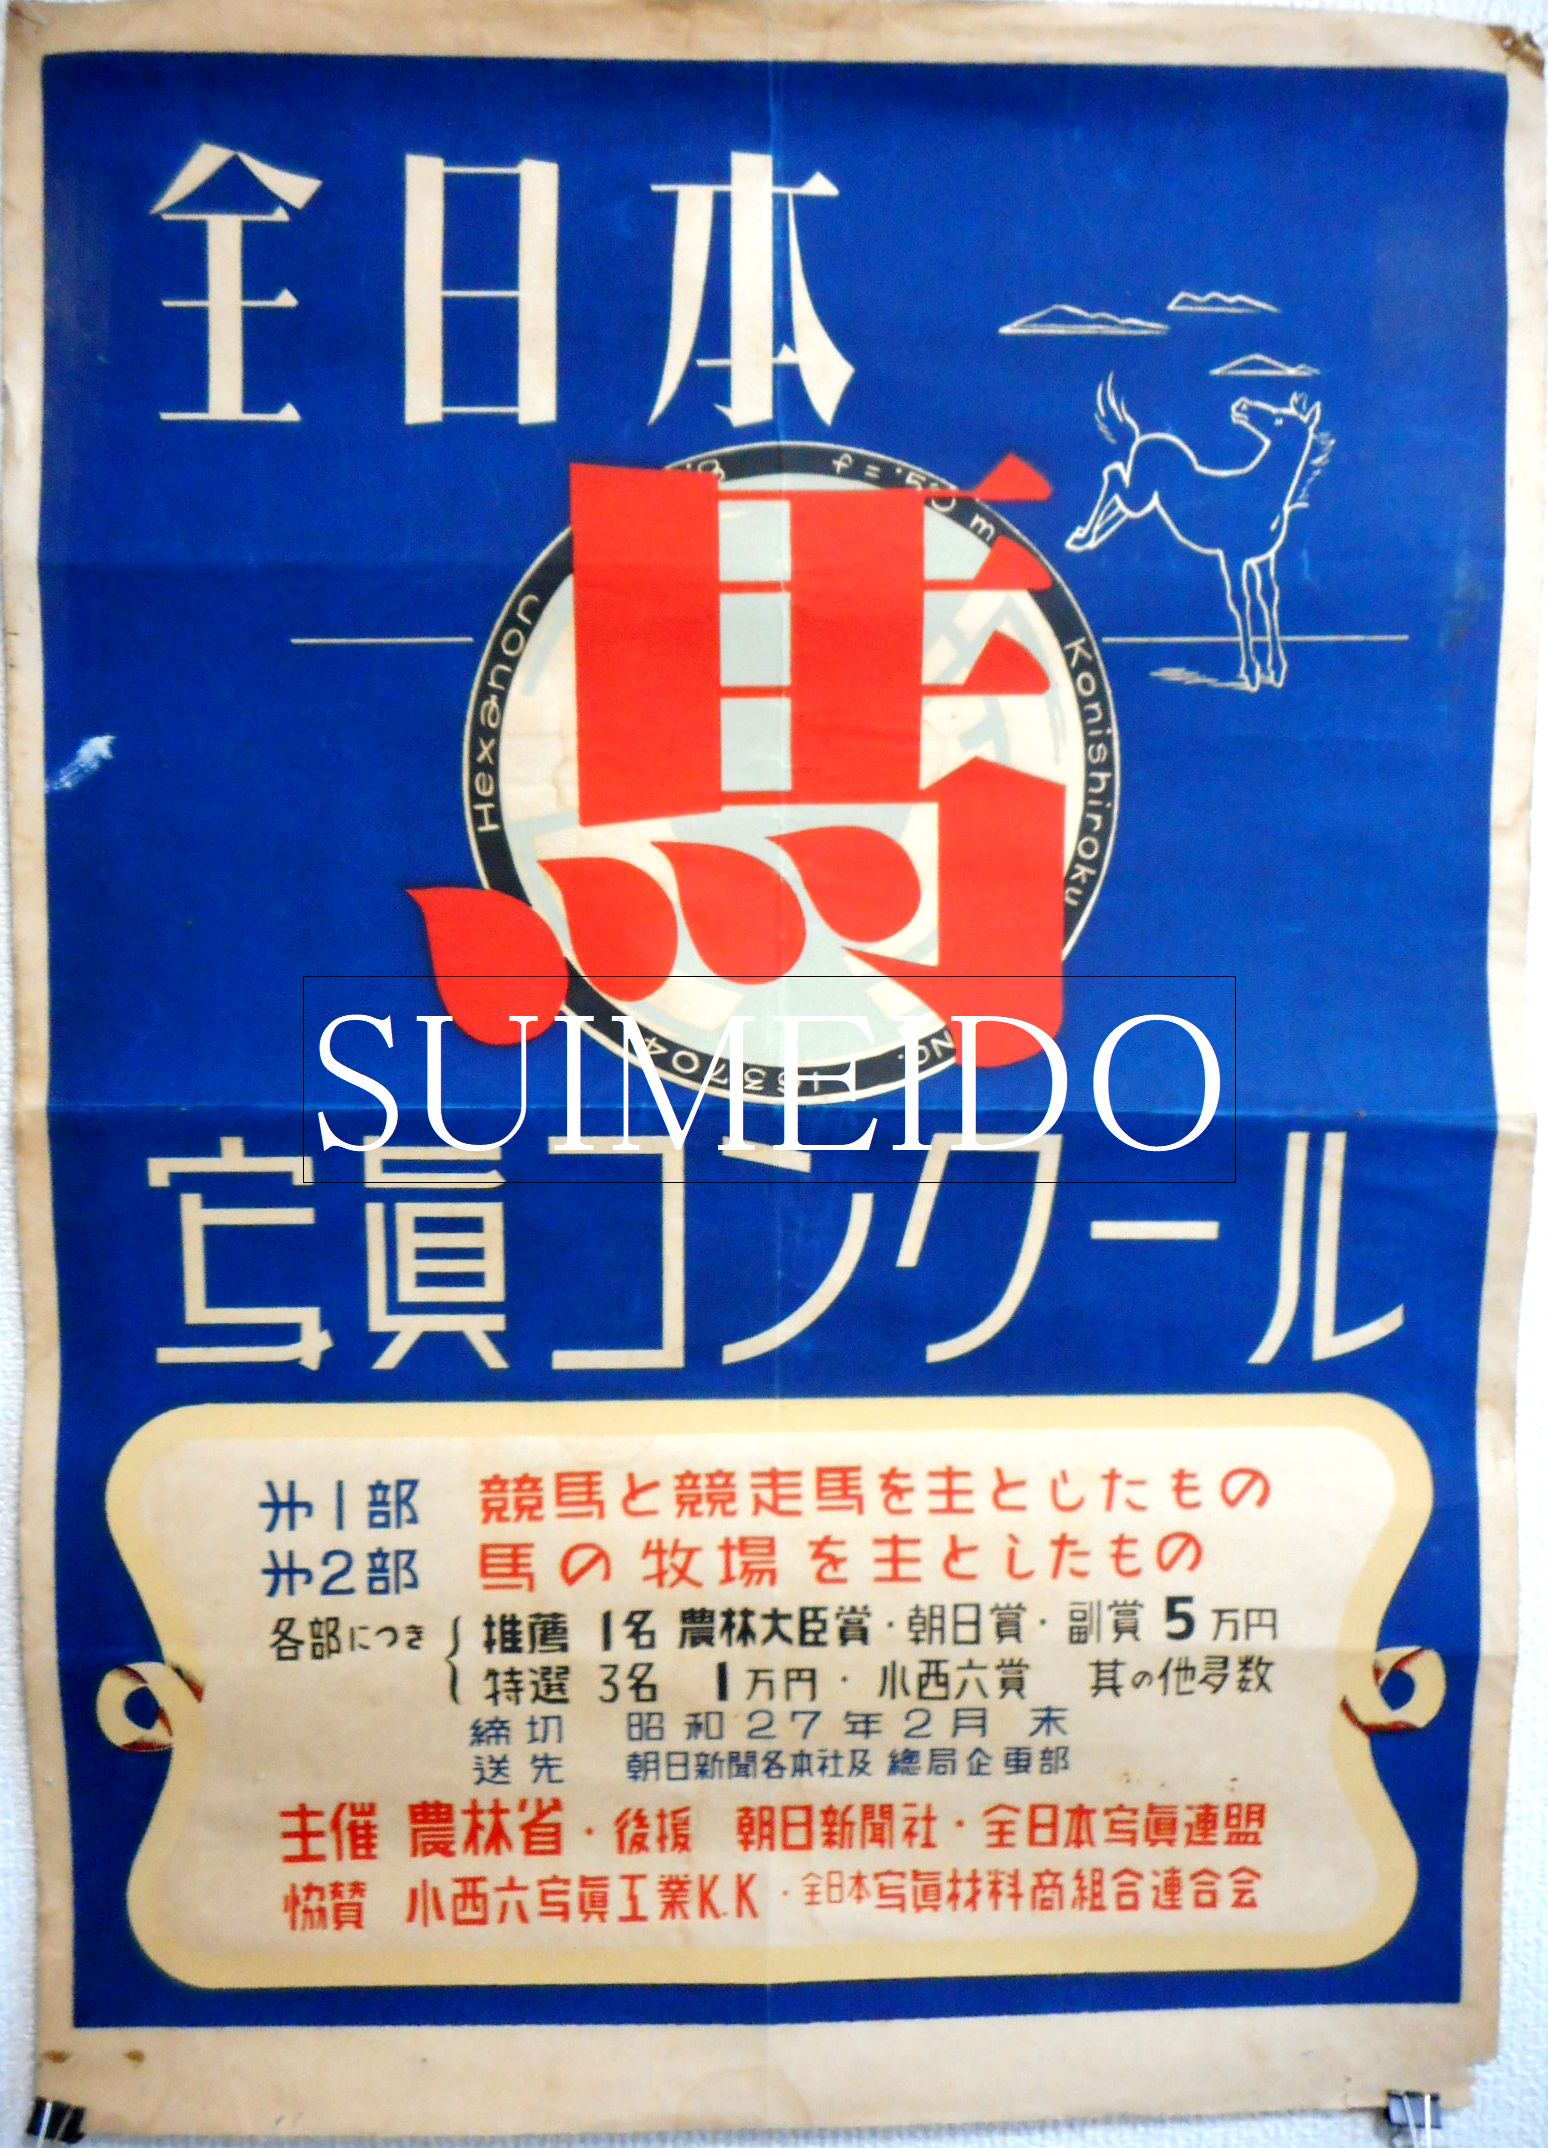 全日本
馬
Hexanon
f=50 m
Konishiroku
No.
3704
SUIMEIDO
写眞コンクール
㐧1部 競馬と競走馬を主としたもの
㐧2部 馬の牧場を主としたもの
各部につき 推薦 1名 農林大臣賞・朝日賞・副賞 5万円
特選 3名 1万円・小西六賞 其の他多数
締切 昭和27年2月末
送先 朝日新聞各本社及總局企画部
主催 農林省・後援 朝日新聞社・全日本写眞連盟
協賛 小西六写眞工業K.K・全日本写眞材料商組合連合会